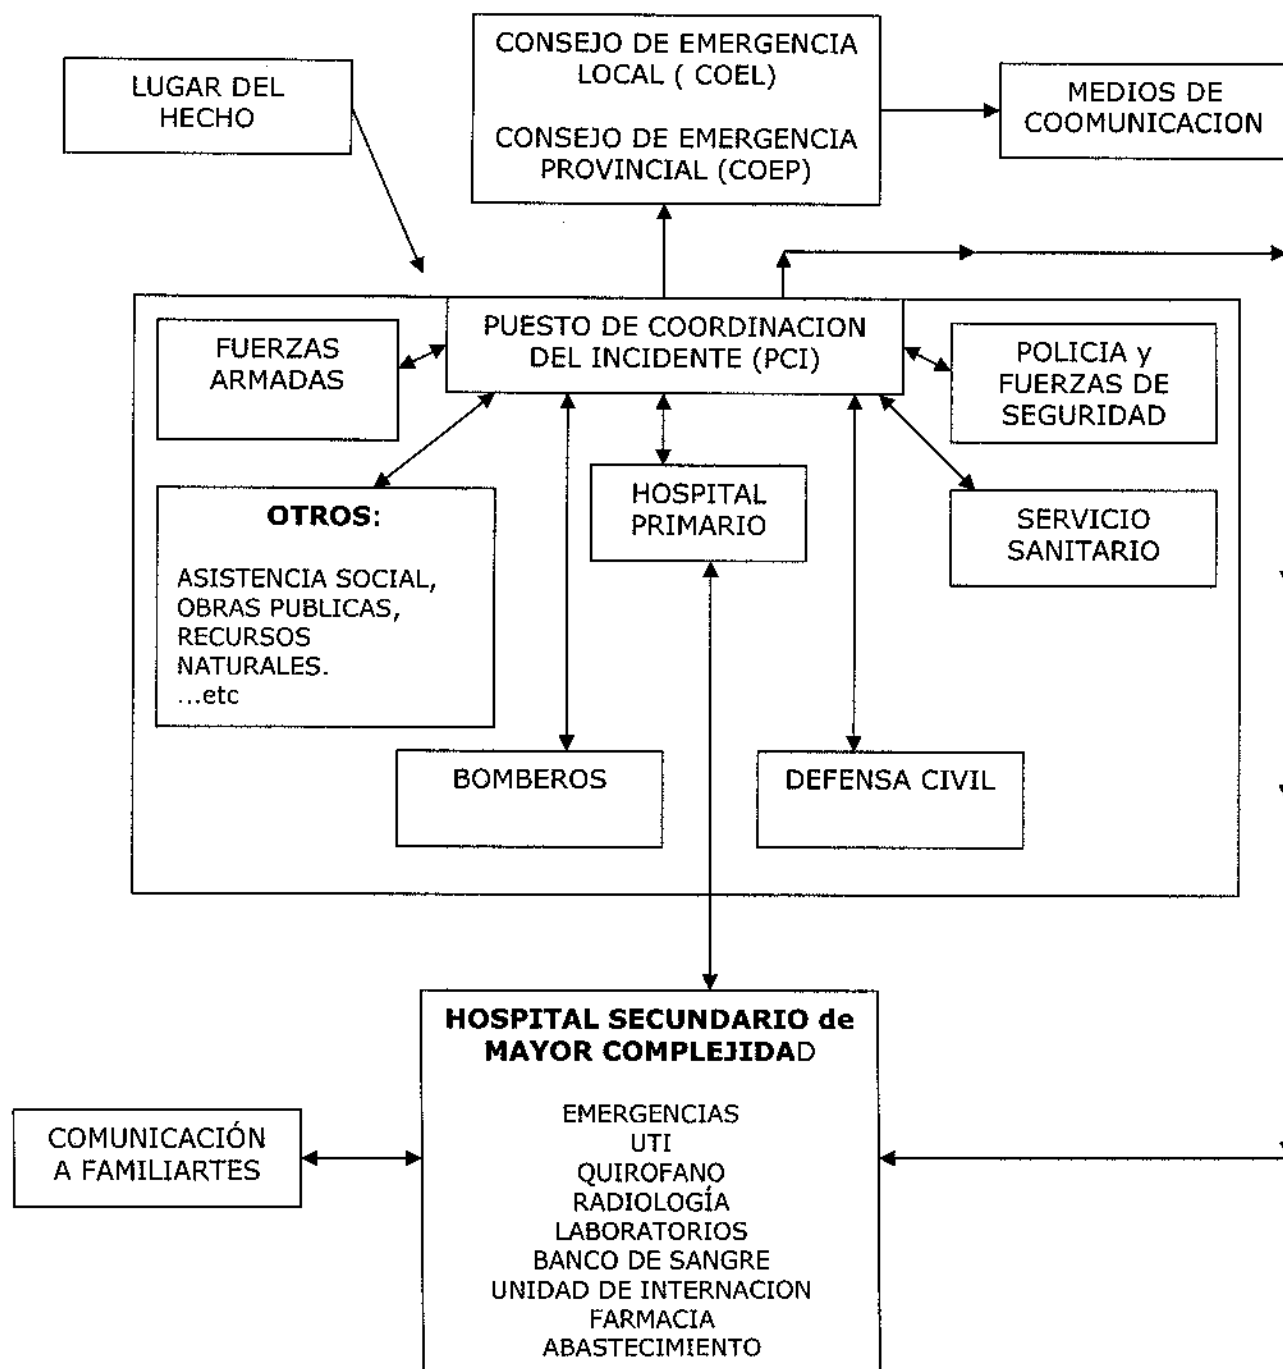 CONSEJO DE EMERGENCIA
LOCAL ( COEL)
CONSEJO DE EMERGENCIA
PROVINCIAL (COEP)
LUGAR DEL
HECHO
MEDIOS DE
COOMUNICACION
PUESTO DE COORDINACION
DEL INCIDENTE (PCI)
FUERZAS
ARMADAS
POLICIA y
FUERZAS DE
SEGURIDAD
OTROS:
ASISTENCIA SOCIAL,
OBRAS PUBLICAS,
RECURSOS
NATURALES.
...etc
HOSPITAL
PRIMARIO
SERVICIO
SANITARIO
BOMBEROS
DEFENSA CIVIL
HOSPITAL SECUNDARIO de
MAYOR COMPLEJIDAD
EMERGENCIAS
UTI
QUIROFANO
RADIOLOGÍA
LABORATORIOS
BANCO DE SANGRE
UNIDAD DE INTERNACION
FARMACIA
ABASTECIMIENTO
COMUNICACIÓN
A FAMILIARTES